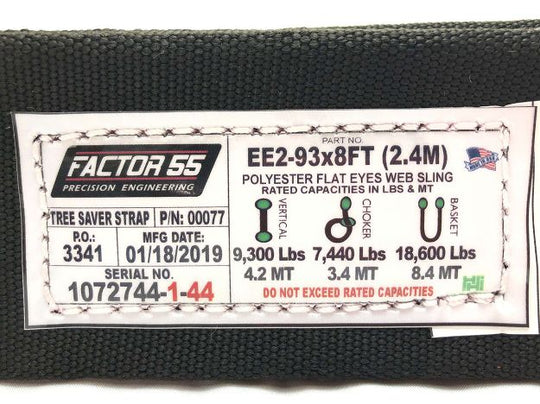 FACTOR 55
PRECISION ENGINEERING
TREE SAVER STRAP P/N: 00077
P.O.: 3341
MFG DATE: 01/18/2019
SERIAL NO.
1072744-1-44
PART NO.
EE2-93x8FT (2.4M)
POLYESTER FLAT EYES WEB SLING
RATED CAPACITIES IN LBS & MT
VERTICAL CHOKER BASKET
9,300 Lbs 7,440 Lbs 18,600 Lbs
4.2 MT 3.4 MT 8.4 MT
DO NOT EXCEED RATED CAPACITIES